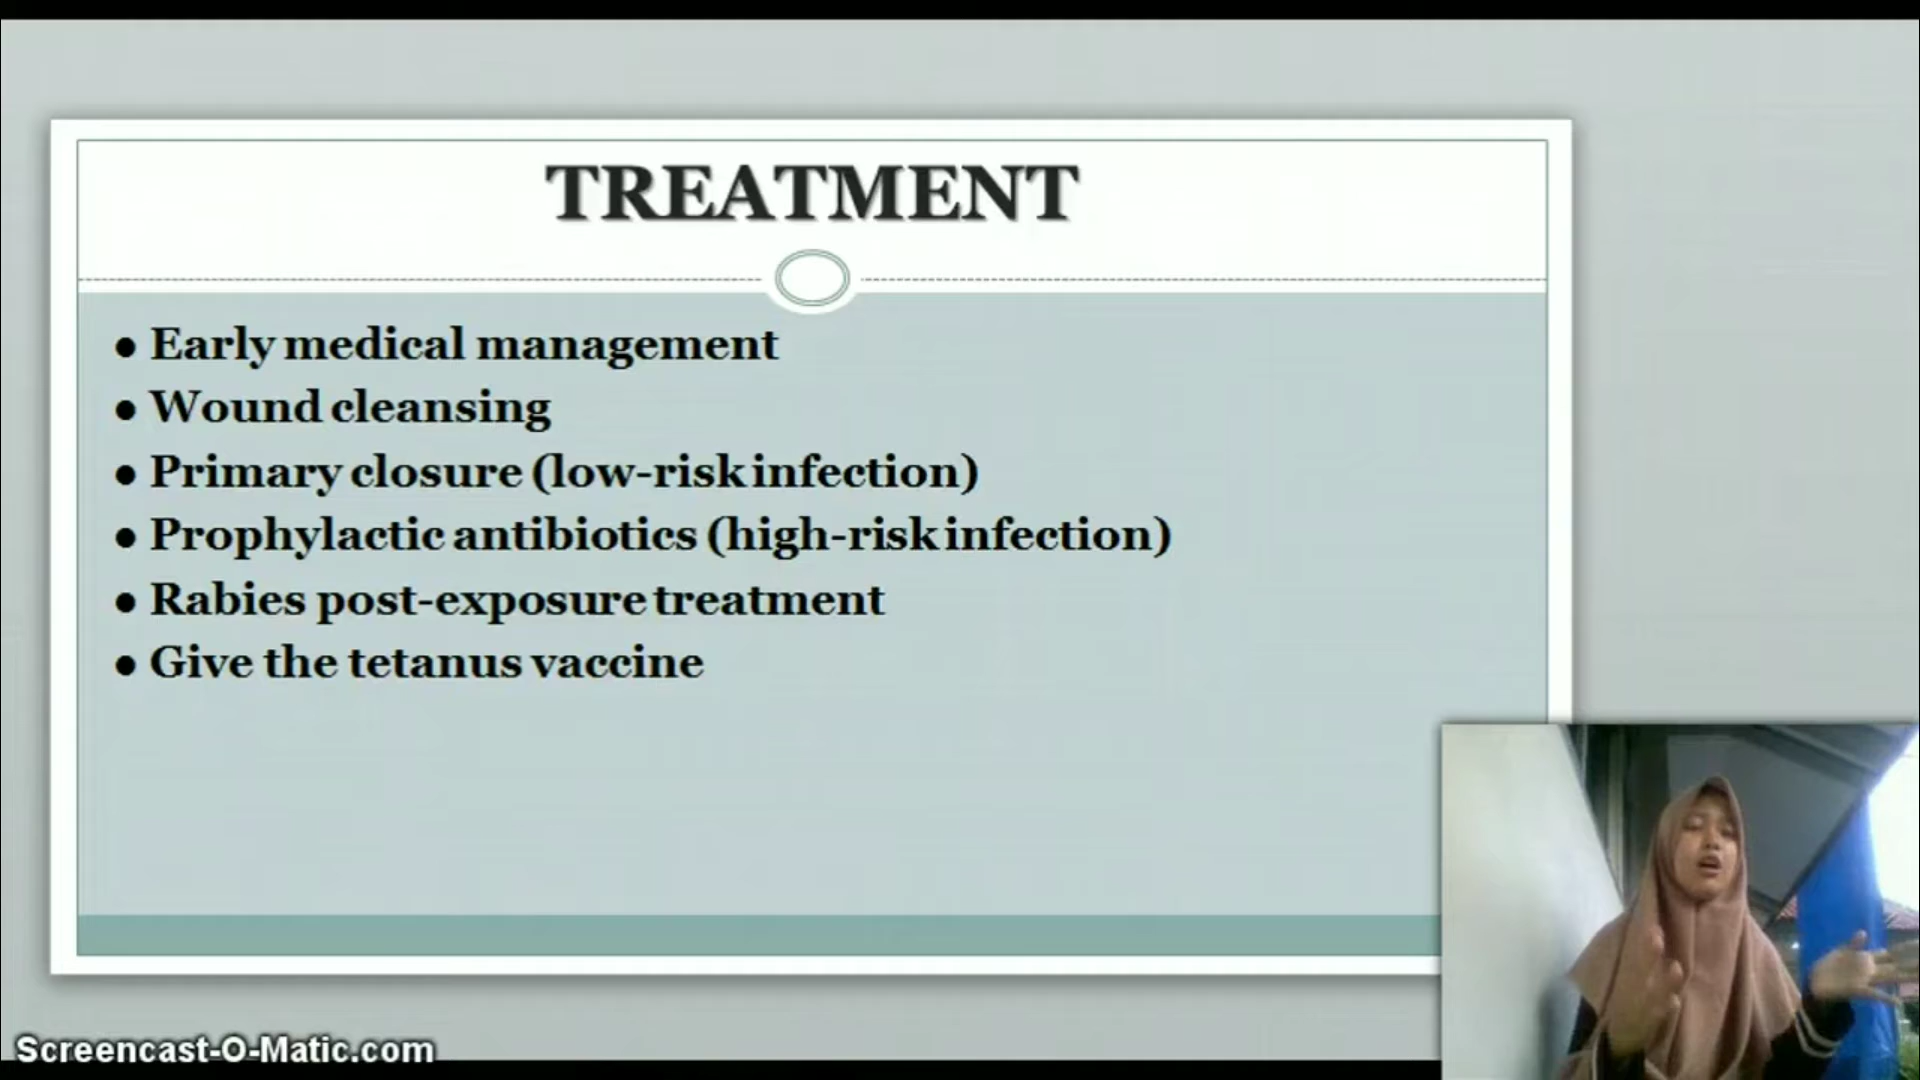 TREATMENT
● Early medical management
● Wound cleansing
● Primary closure (low-risk infection)
● Prophylactic antibiotics (high-risk infection)
● Rabies post-exposure treatment
● Give the tetanus vaccine
Screencast-O-Matic.com